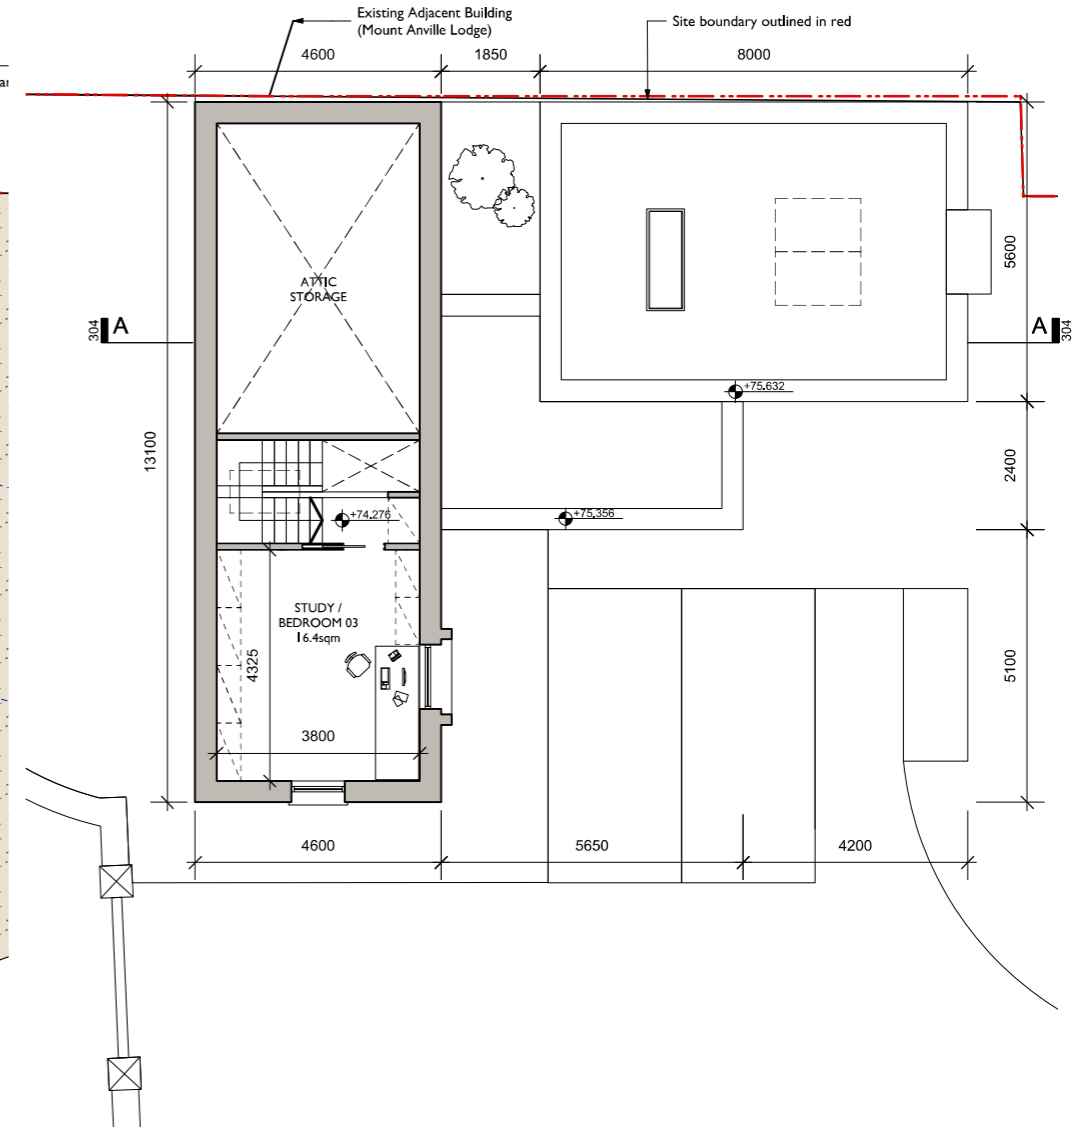 Existing Adjacent Building
(Mount Anville Lodge)
Site boundary outlined in red
4600
1850
8000
ATTIC
STORAGE
5600
304
A
A
304
+75.632
13100
2400
+74.276
+75.356
STUDY /
BEDROOM 03
16.4sqm
4325
5100
3800
4600
5650
4200